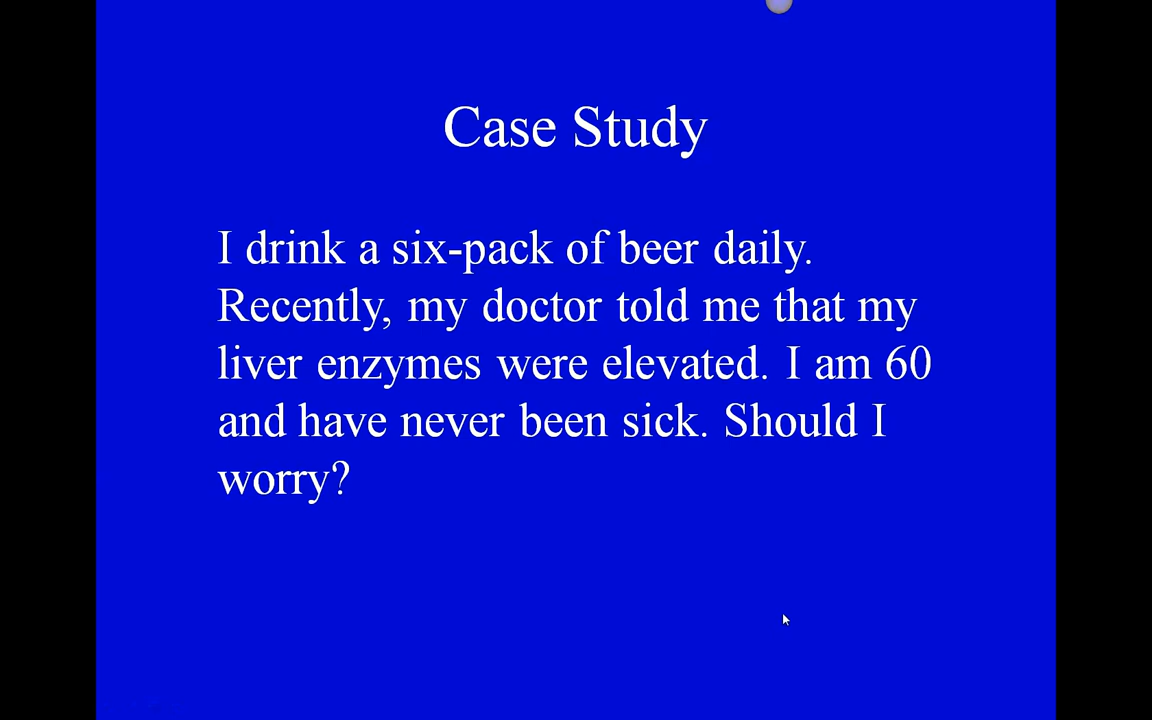 Case Study
I drink a six-pack of beer daily.
Recently, my doctor told me that my
liver enzymes were elevated. I am 60
and have never been sick. Should I
worry?